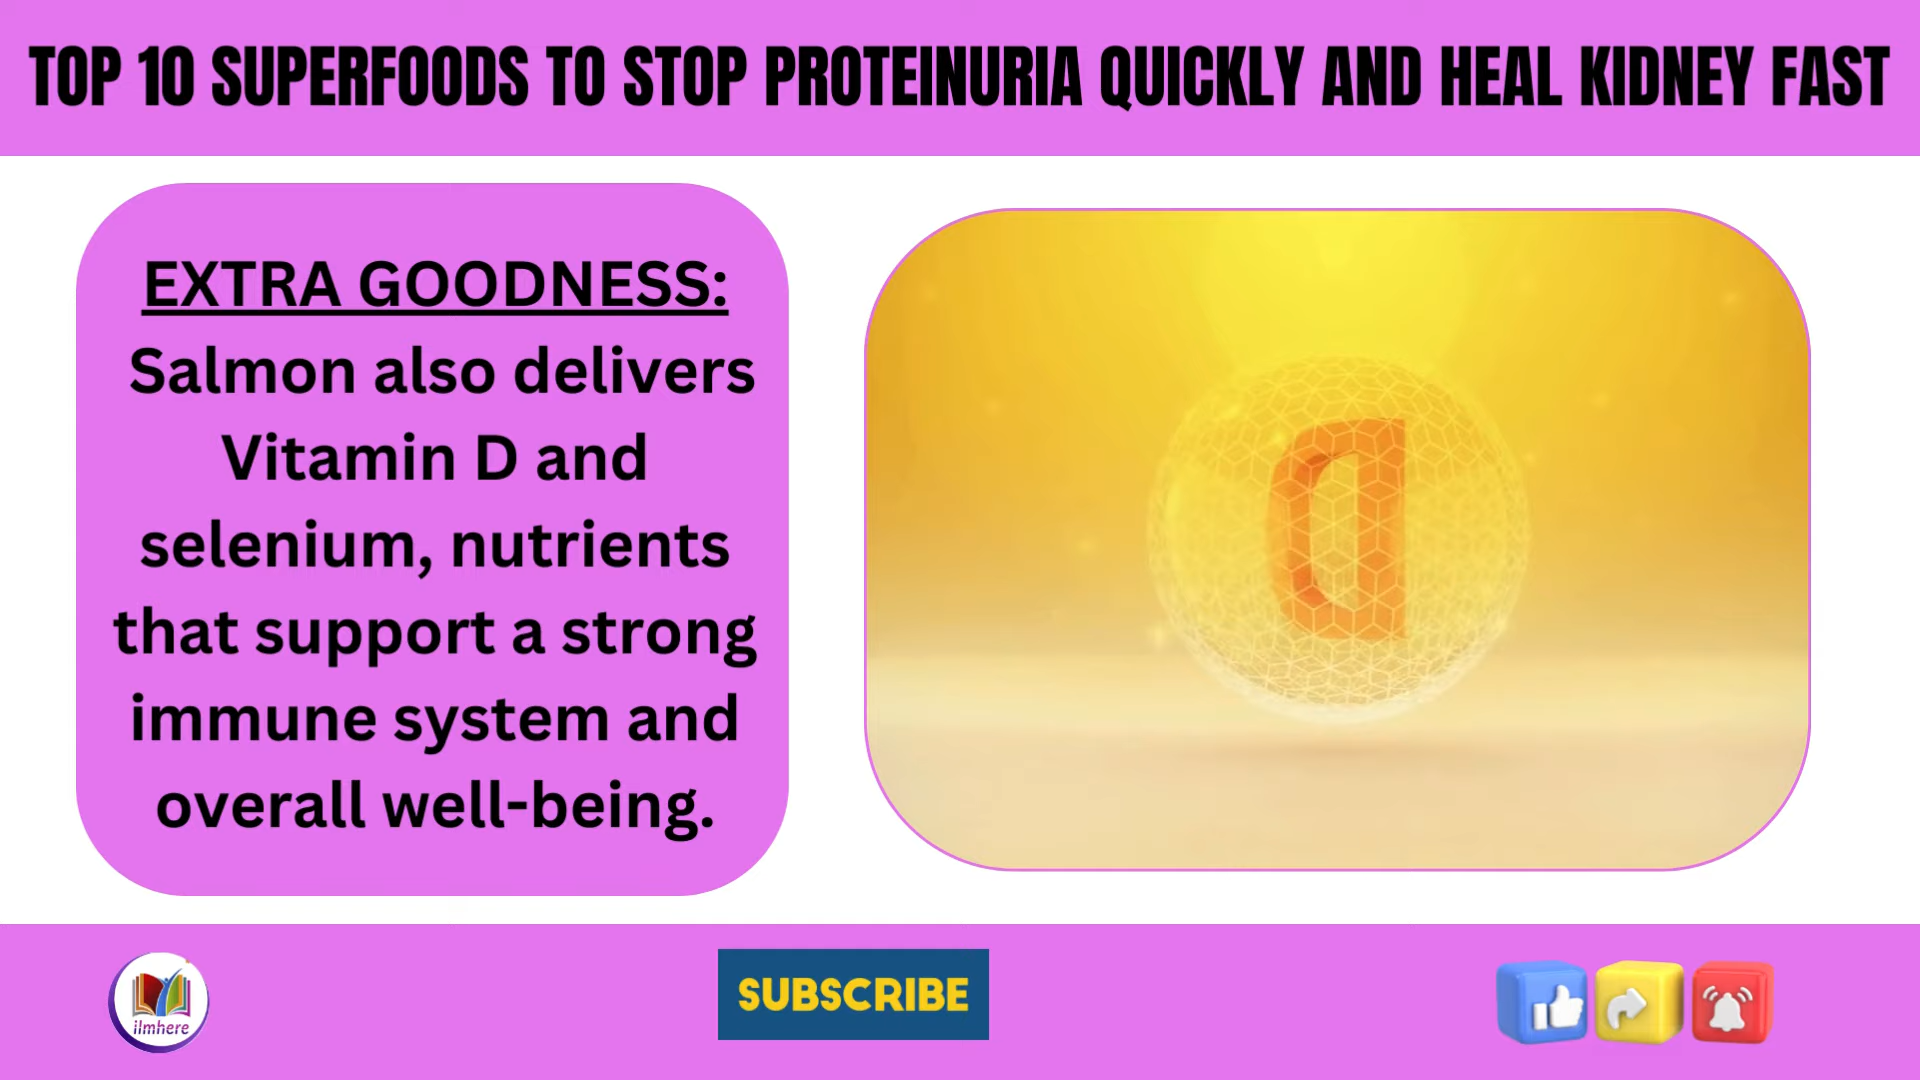 TOP 10 SUPERFOODS TO STOP PROTEINURIA QUICKLY AND HEAL KIDNEY FAST
EXTRA GOODNESS:
Salmon also delivers
Vitamin D and
selenium, nutrients
that support a strong
immune system and
overall well-being.
D
ilmhere
SUBSCRIBE